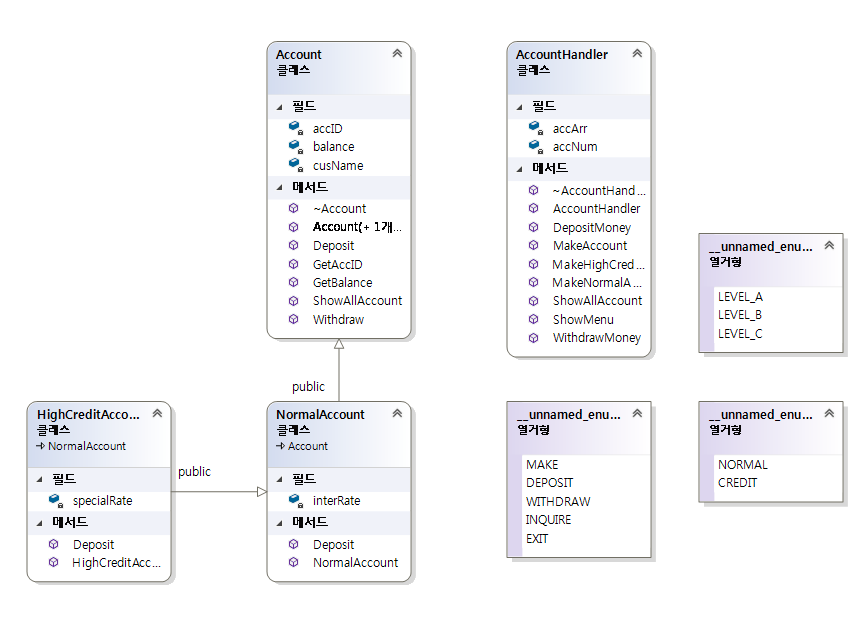 Account
클래스
필드
accID
balance
cusName
메서드
~Account
Account(+ 1개...
Deposit
GetAccID
GetBalance
ShowAllAccount
Withdraw
AccountHandler
클래스
필드
accArr
accNum
메서드
~AccountHand...
AccountHandler
DepositMoney
MakeAccount
MakeHighCred...
MakeNormalA...
ShowAllAccount
ShowMenu
WithdrawMoney
__unnamed_enu...
열거형
LEVEL_A
LEVEL_B
LEVEL_C
public
HighCreditAcco...
클래스
NormalAccount
필드
specialRate
메서드
Deposit
HighCreditAcc...
public
NormalAccount
클래스
Account
필드
interRate
메서드
Deposit
NormalAccount
__unnamed_enu...
열거형
MAKE
DEPOSIT
WITHDRAW
INQUIRE
EXIT
__unnamed_enu...
열거형
NORMAL
CREDIT